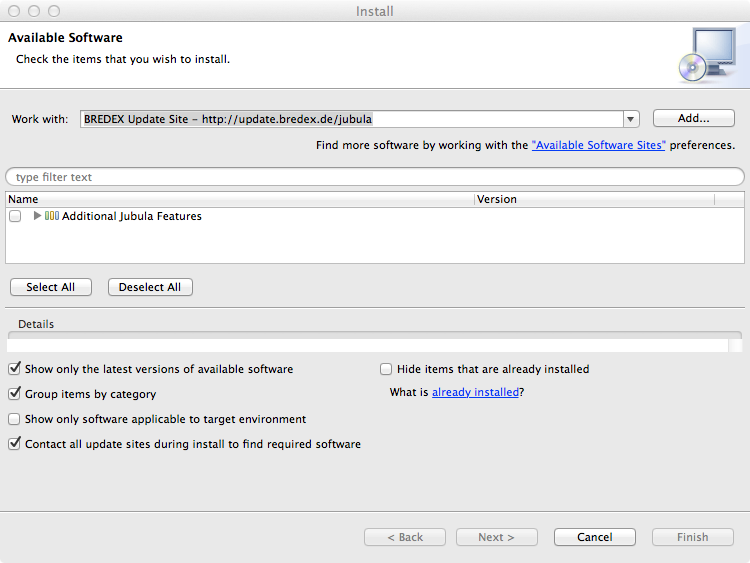 Install
Available Software
Check the items that you wish to install.
Work with: BREDEX Update Site – http://update.bredex.de/jubula Add...
Find more software by working with the "Available Software Sites" preferences.
type filter text
Name Version
Additional Jubula Features
Select All Deselect All
Details
Show only the latest versions of available software Hide items that are already installed
Group items by category What is already installed?
Show only software applicable to target environment
Contact all update sites during install to find required software
< Back Next > Cancel Finish